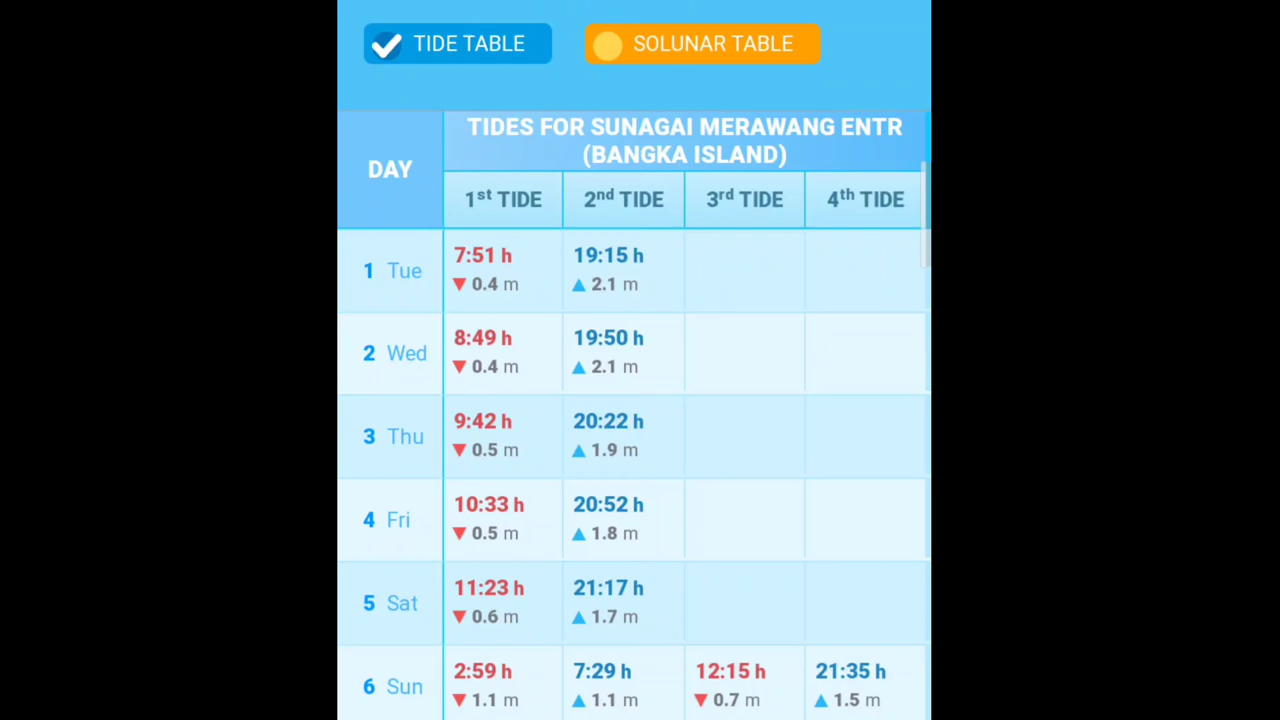 TIDE TABLE
SOLUNAR TABLE
DAY
TIDES FOR SUNAGAI MERAWANG ENTR
(BANGKA ISLAND)
1st TIDE 2nd TIDE 3rd TIDE 4th TIDE
1 Tue
7:51 h 19:15 h
▼ 0.4 m ▲ 2.1 m
2 Wed
8:49 h 19:50 h
▼ 0.4 m ▲ 2.1 m
3 Thu
9:42 h 20:22 h
▼ 0.5 m ▲ 1.9 m
4 Fri
10:33 h 20:52 h
▼ 0.5 m ▲ 1.8 m
5 Sat
11:23 h 21:17 h
▼ 0.6 m ▲ 1.7 m
6 Sun
2:59 h 7:29 h 12:15 h 21:35 h
▼ 1.1 m ▲ 1.1 m ▼ 0.7 m ▲ 1.5 m